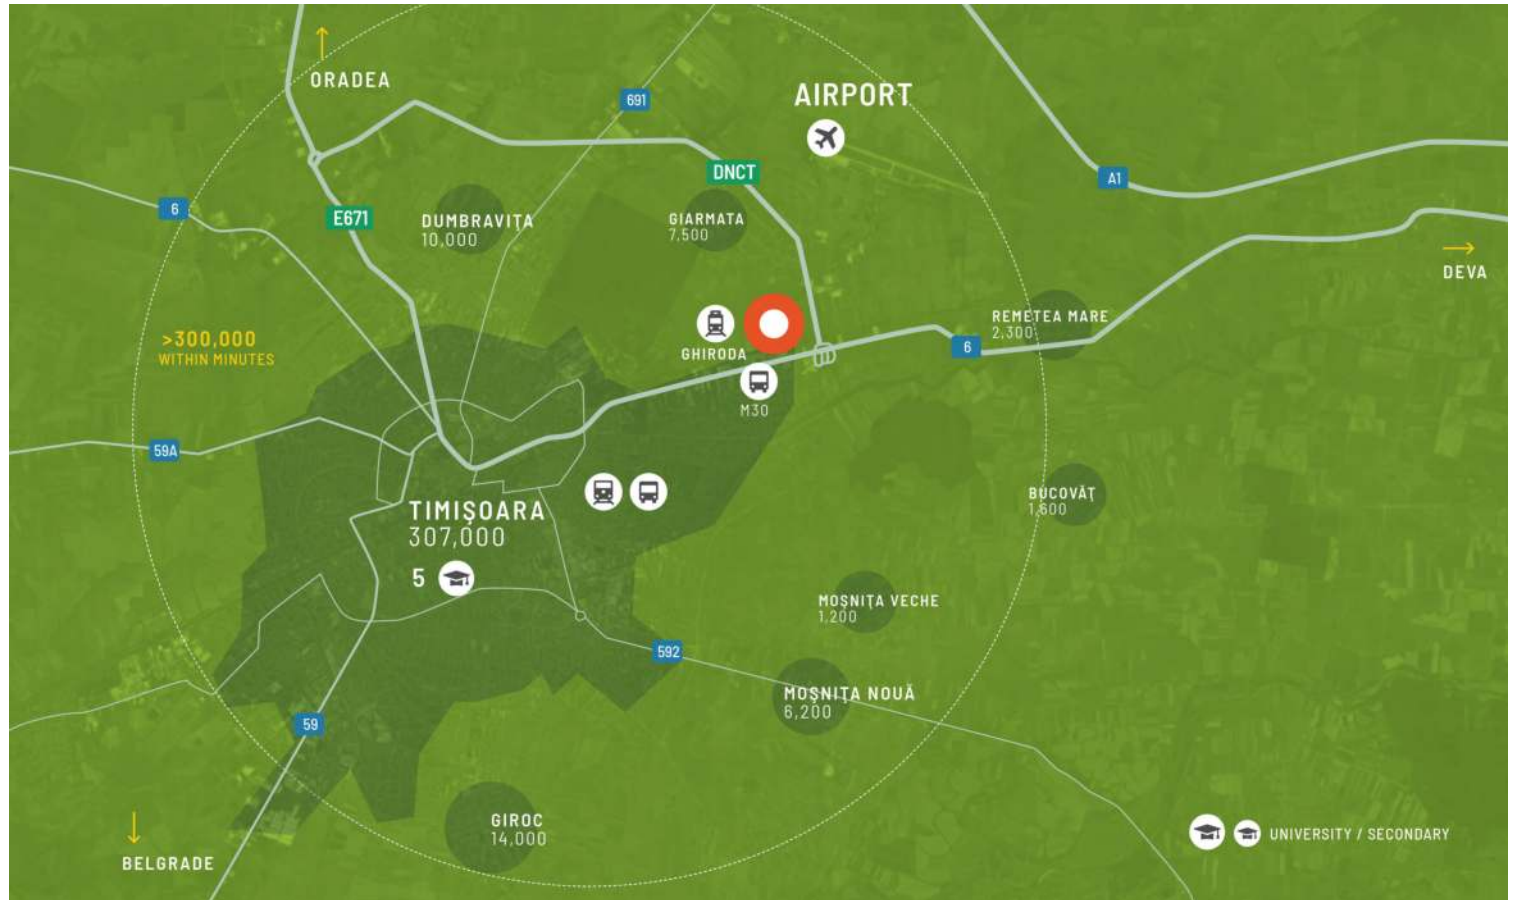 ORADEA
691
AIRPORT
DNCT
A1
6
E671
DUMBRAVIȚA
10,000
GIARMATA
7,500
DEVA
>300,000
WITHIN MINUTES
GHIRODA
REMETEA MARE
2,300
6
M30
59A
TIMIȘOARA
307,000
5
BUCOVĂȚ
1,600
MOȘNIȚA VECHE
1,200
592
MOȘNIȚA NOUĂ
6,200
59
GIROC
14,000
BELGRADE
UNIVERSITY / SECONDARY